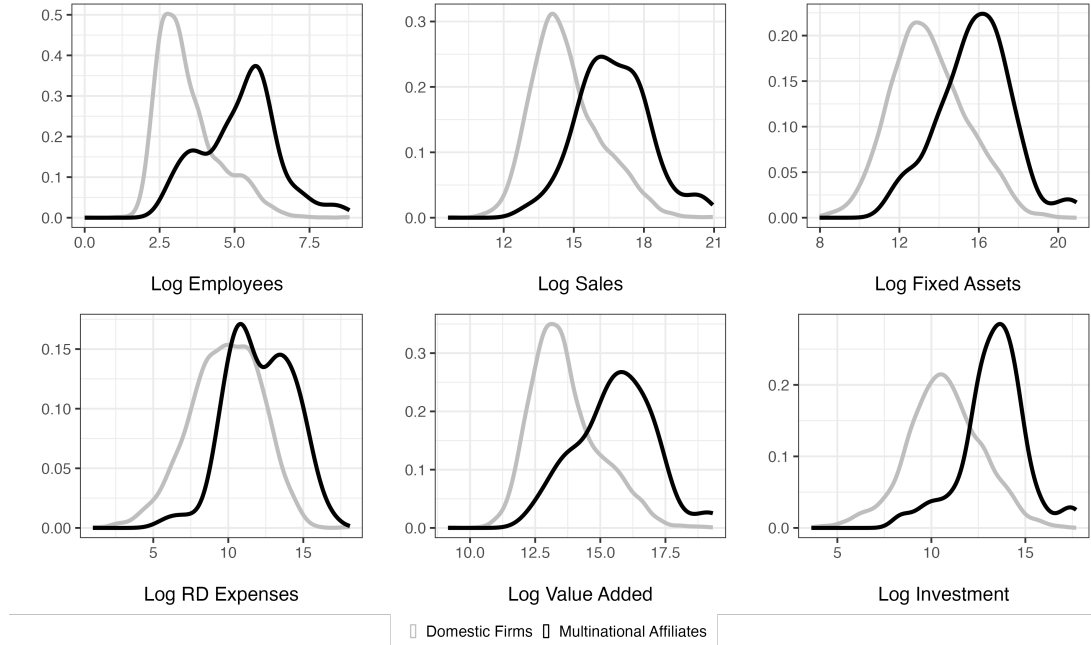 0.5
0.4
0.3
0.2
0.1
0.0
0.0 2.5 5.0 7.5
Log Employees
0.3
0.2
0.1
0.0
12 15 18 21
Log Sales
0.20
0.15
0.10
0.05
0.00
8 12 16 20
Log Fixed Assets
0.15
0.10
0.05
0.00
5 10 15
Log RD Expenses
0.3
0.2
0.1
0.0
10.0 12.5 15.0 17.5
Log Value Added
0.2
0.1
0.0
5 10 15
Log Investment
Domestic Firms Multinational Affiliates